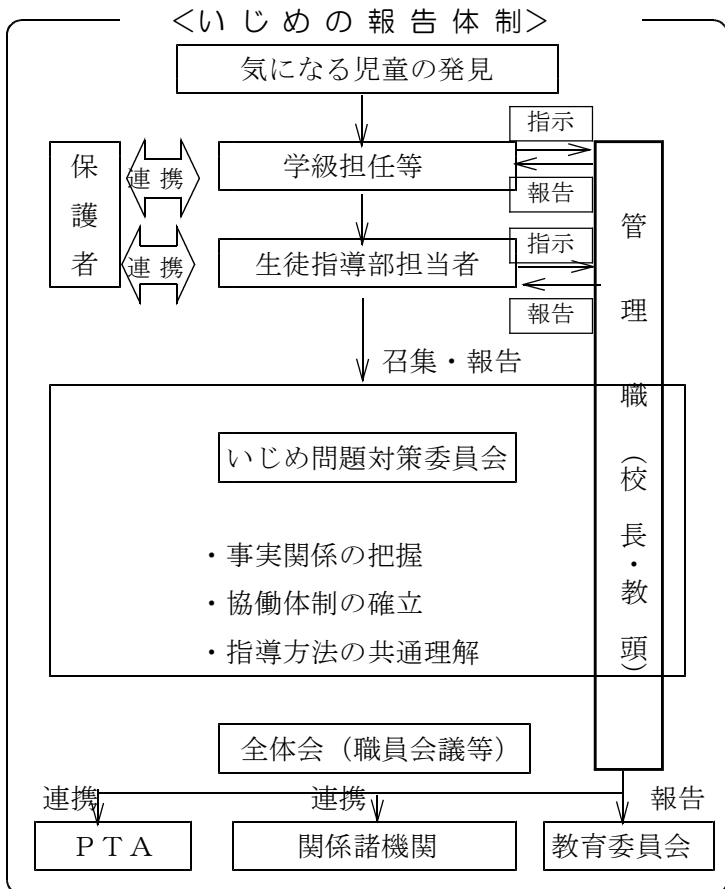 <いじめの報告体制>
気になる児童の発見
指示
学級担任等
報告
保護者
連携
指示
生徒指導部担当者
連携
報告
管理職(校長・教頭)
召集・報告
いじめ問題対策委員会
・事実関係の把握
・協働体制の確立
・指導方法の共通理解
全体会(職員会議等)
連携
連携
報告
PTA
関係諸機関
教育委員会